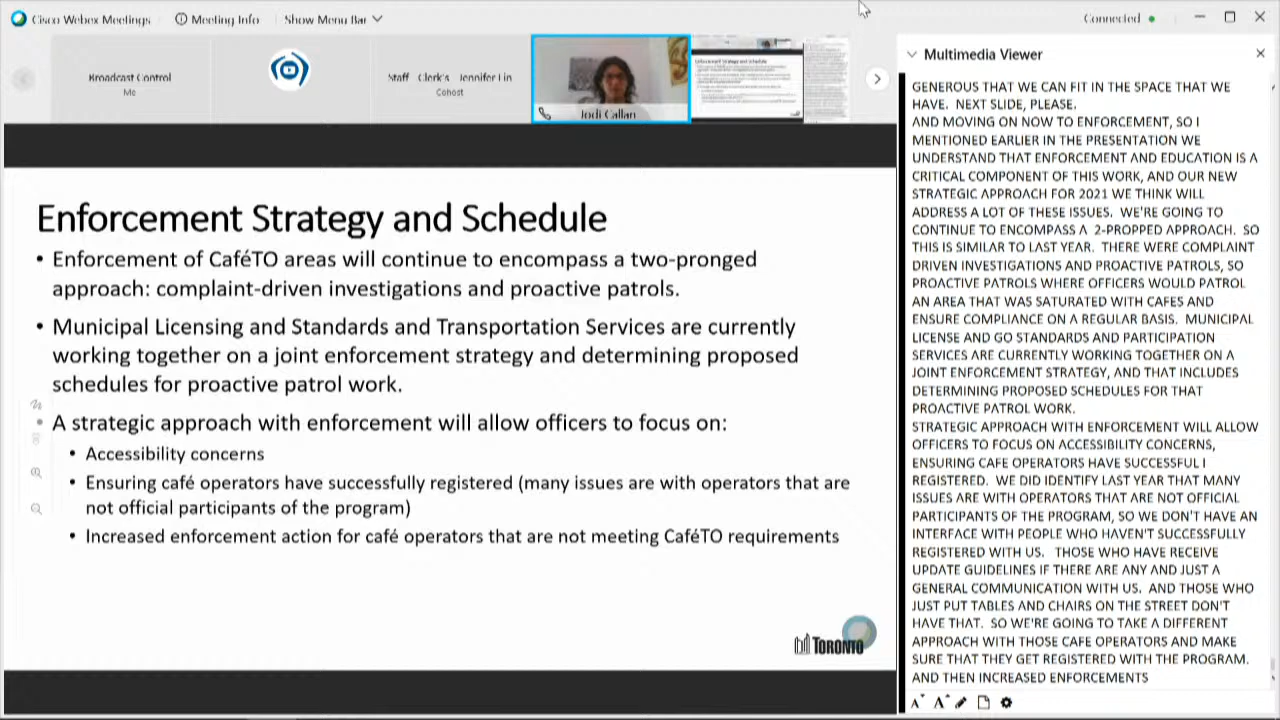 Cisco Webex Meetings
Meeting Info
Show Menu Bar
Connected
Broadcast Control
Staff
Cohost
Jodi Callan
Multimedia Viewer
Enforcement Strategy and Schedule
• Enforcement of CaféTO areas will continue to encompass a two-pronged
approach: complaint-driven investigations and proactive patrols.
• Municipal Licensing and Standards and Transportation Services are currently
working together on a joint enforcement strategy and determining proposed
schedules for proactive patrol work.
• A strategic approach with enforcement will allow officers to focus on:
• Accessibility concerns
• Ensuring café operators have successfully registered (many issues are with operators that are
not official participants of the program)
• Increased enforcement action for café operators that are not meeting CaféTO requirements
TORONTO
GENEROUS THAT WE CAN FIT IN THE SPACE THAT WE
HAVE. NEXT SLIDE, PLEASE.
AND MOVING ON NOW TO ENFORCEMENT, SO I
MENTIONED EARLIER IN THE PRESENTATION WE
UNDERSTAND THAT ENFORCEMENT AND EDUCATION IS A
CRITICAL COMPONENT OF THIS WORK, AND OUR NEW
STRATEGIC APPROACH FOR 2021 WE THINK WILL
ADDRESS A LOT OF THESE ISSUES. WE'RE GOING TO
CONTINUE TO ENCOMPASS A 2-PROPPED APPROACH. SO
THIS IS SIMILAR TO LAST YEAR. THERE WERE COMPLAINT
DRIVEN INVESTIGATIONS AND PROACTIVE PATROLS, SO
PROACTIVE PATROLS WHERE OFFICERS WOULD PATROL
AN AREA THAT WAS SATURATED WITH CAFES AND
ENSURE COMPLIANCE ON A REGULAR BASIS. MUNICIPAL
LICENSE AND GO STANDARDS AND PARTICIPATION
SERVICES ARE CURRENTLY WORKING TOGETHER ON A
JOINT ENFORCEMENT STRATEGY, AND THAT INCLUDES
DETERMINING PROPOSED SCHEDULES FOR THAT
PROACTIVE PATROL WORK.
STRATEGIC APPROACH WITH ENFORCEMENT WILL ALLOW
OFFICERS TO FOCUS ON ACCESSIBILITY CONCERNS,
ENSURING CAFE OPERATORS HAVE SUCCESSFUL I
REGISTERED. WE DID IDENTIFY LAST YEAR THAT MANY
ISSUES ARE WITH OPERATORS THAT ARE NOT OFFICIAL
PARTICIPANTS OF THE PROGRAM, SO WE DON'T HAVE AN
INTERFACE WITH PEOPLE WHO HAVEN'T SUCCESSFULLY
REGISTERED WITH US. THOSE WHO HAVE RECEIVE
UPDATE GUIDELINES IF THERE ARE ANY AND JUST A
GENERAL COMMUNICATION WITH US. AND THOSE WHO
JUST PUT TABLES AND CHAIRS ON THE STREET DON'T
HAVE THAT. SO WE'RE GOING TO TAKE A DIFFERENT
APPROACH WITH THOSE CAFE OPERATORS AND MAKE
SURE THAT THEY GET REGISTERED WITH THE PROGRAM.
AND THEN INCREASED ENFORCEMENTS